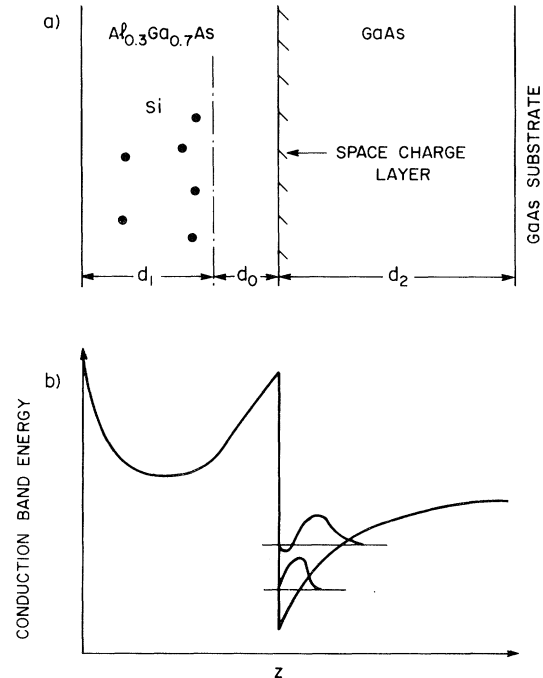 a)
Aℓ0.3Ga0.7As
GaAs
Si
SPACE CHARGE
LAYER
GaAs SUBSTRATE
d1
d0
d2
b)
CONDUCTION BAND ENERGY
z